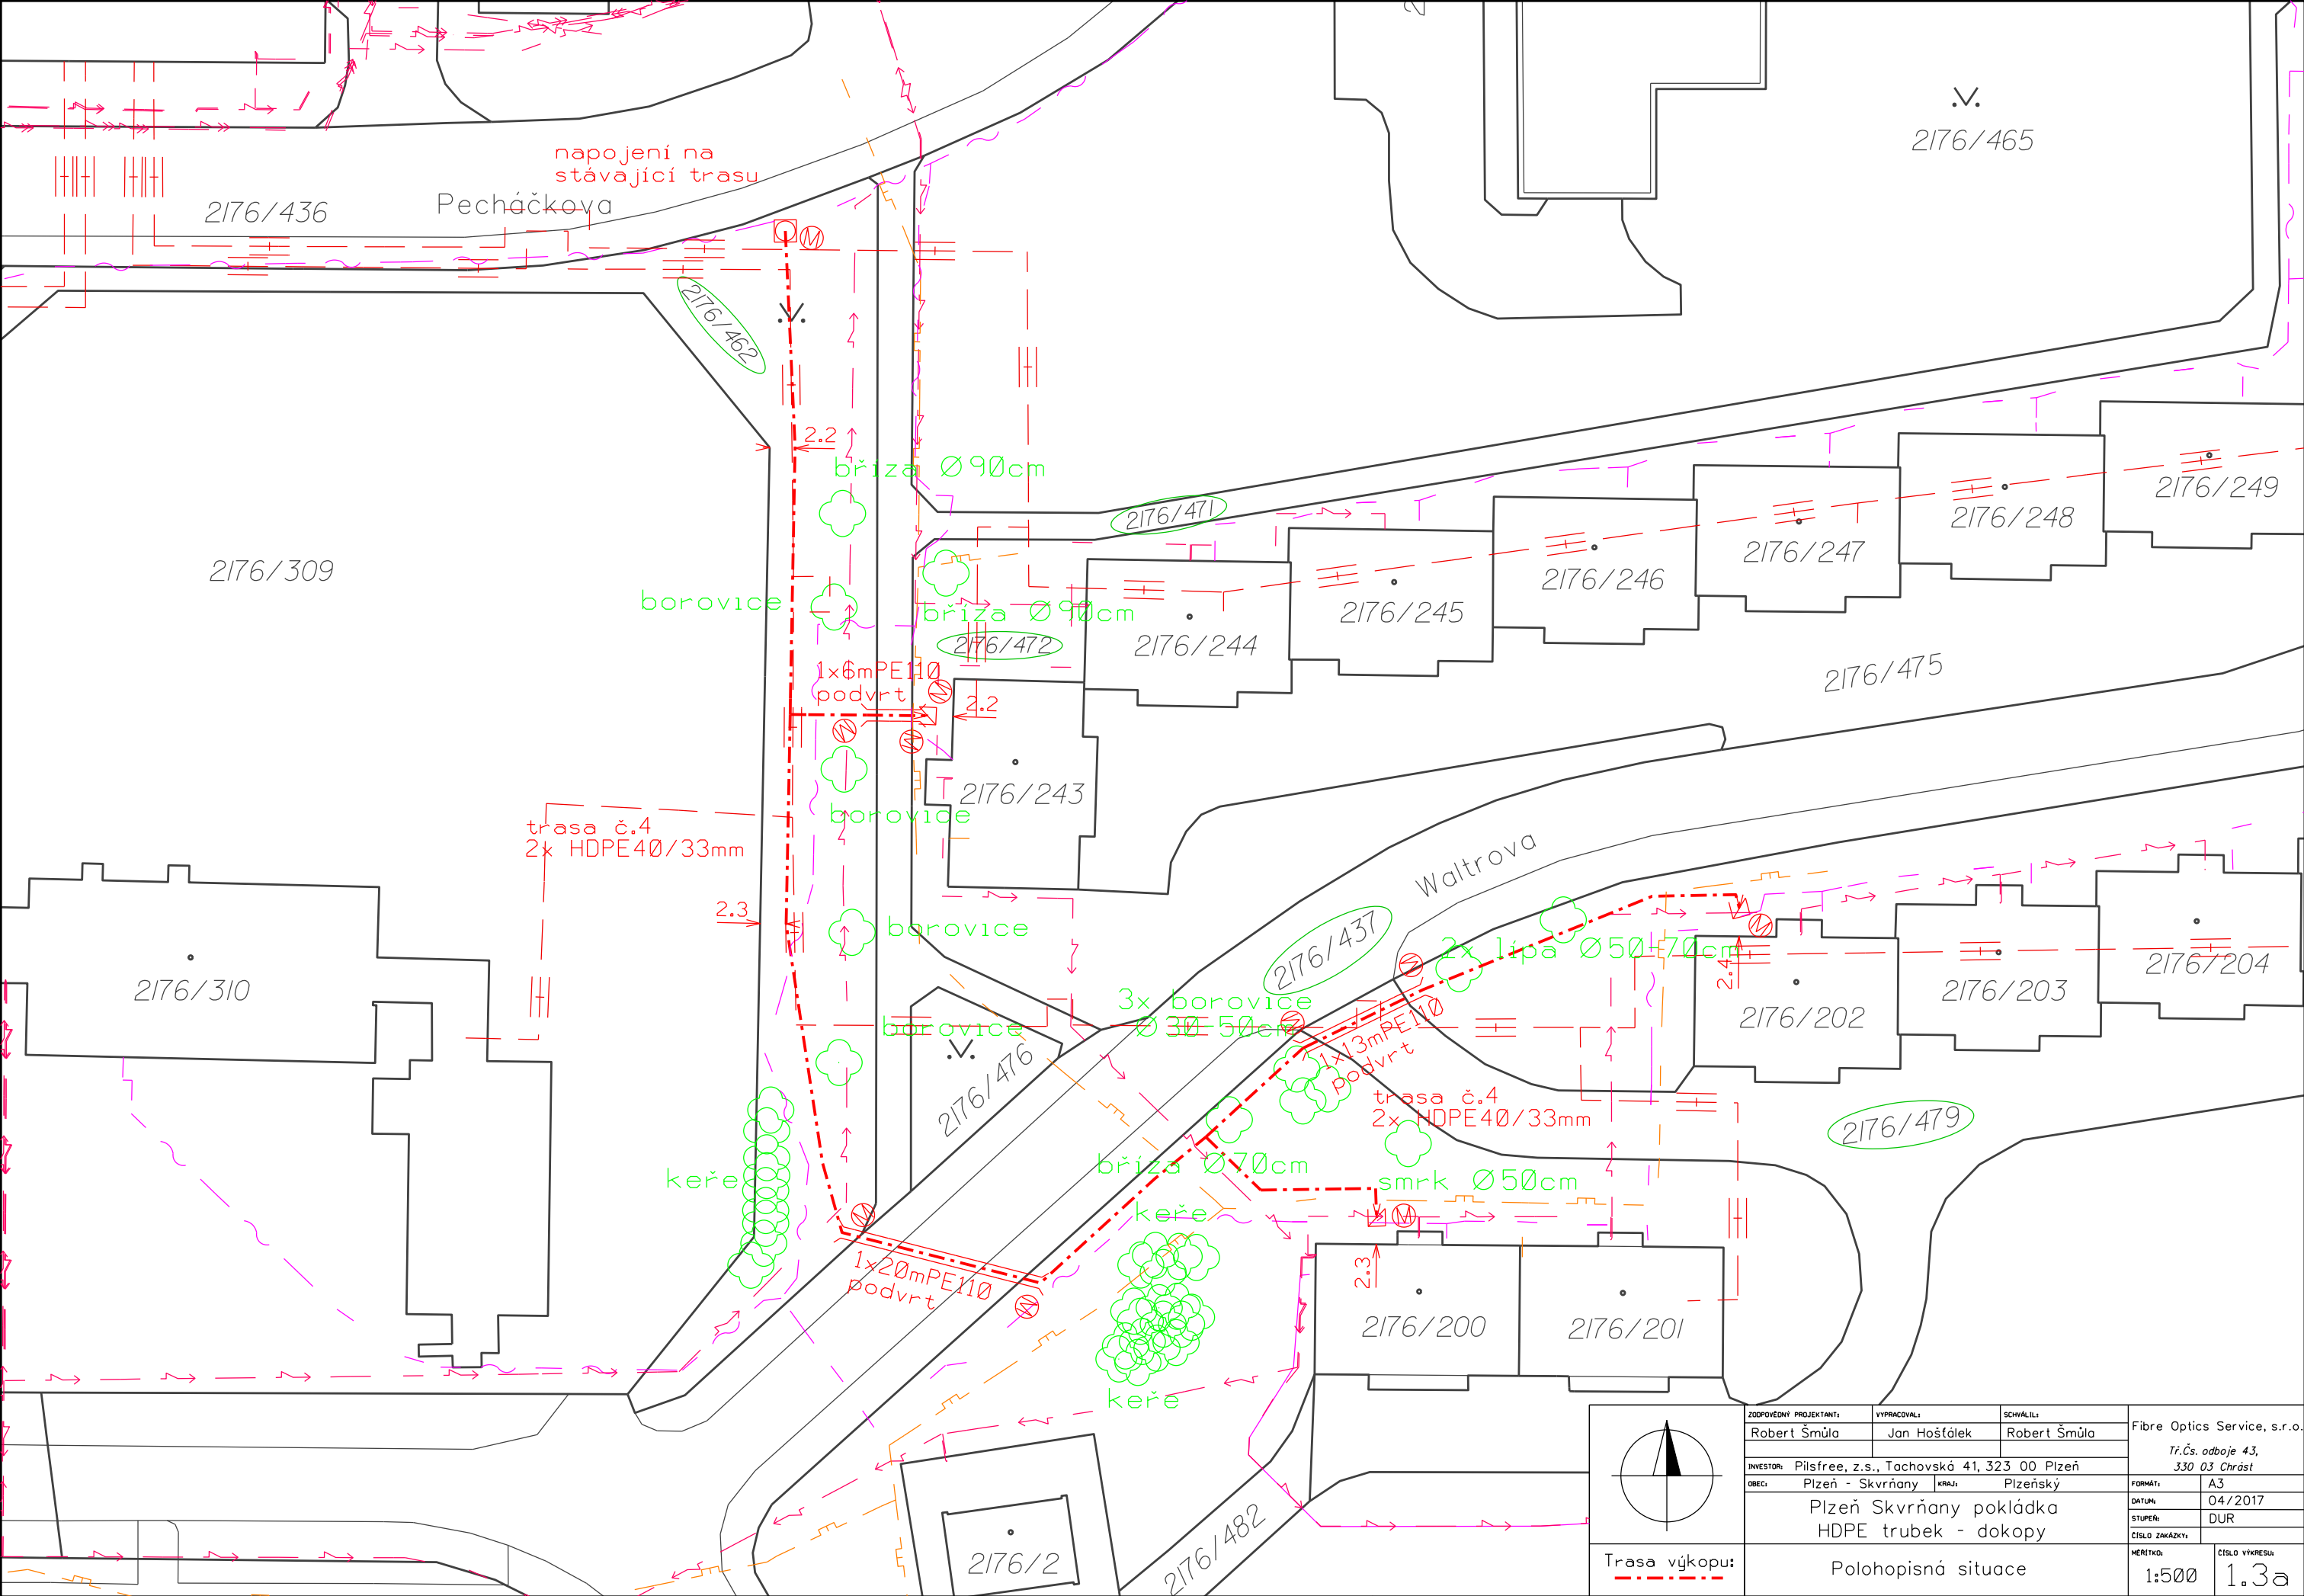 2176/465
napojení na
stávající trasu
2176/436
Pecháčkova
M
2176/462
2.2
bříza Ø90cm
2176/471
2176/249
2176/248
2176/247
2176/246
2176/245
2176/244
2176/309
borovice
bříza Ø90cm
2176/472
1x6mPE110
podvrt
M
2.2
M
M
2176/475
2176/243
borovice
trasa č.4
2x HDPE40/33mm
Waltrova
2.3
borovice
2176/437
2x lípa Ø50-70cm
M
2.4
M
2176/204
2176/203
2176/202
2176/310
3x borovice
Ø30-50cm
borovice
M
1x13mPE110
podvrt
2176/476
trasa č.4
2x HDPE40/33mm
2176/479
bříza Ø70cm
keře
smrk Ø50cm
keře
M
M
1x20mPE110
podvrt
M
2.3
2176/200
2176/201
keře
2176/2
2176/482
Trasa výkopu:
ZODPOVĚDNÝ PROJEKTANT:
VYPRACOVAL:
SCHVÁLIL:
Robert Šmůla
Jan Hošťálek
Robert Šmůla
Fibre Optics Service, s.r.o.
Tř.Čs. odboje 43,
330 03 Chrást
INVESTOR: Pilsfree, z.s., Tachovská 41, 323 00 Plzeň
OBEC: Plzeň - Skvrňany
KRAJ: Plzeňský
FORMÁT: A3
DATUM: 04/2017
STUPEŇ: DUR
ČÍSLO ZAKÁZKY:
Plzeň Skvrňany pokládka
HDPE trubek - dokopy
Polohopisná situace
MĚŘÍTKO: 1:500
ČÍSLO VÝKRESU: 1.3a